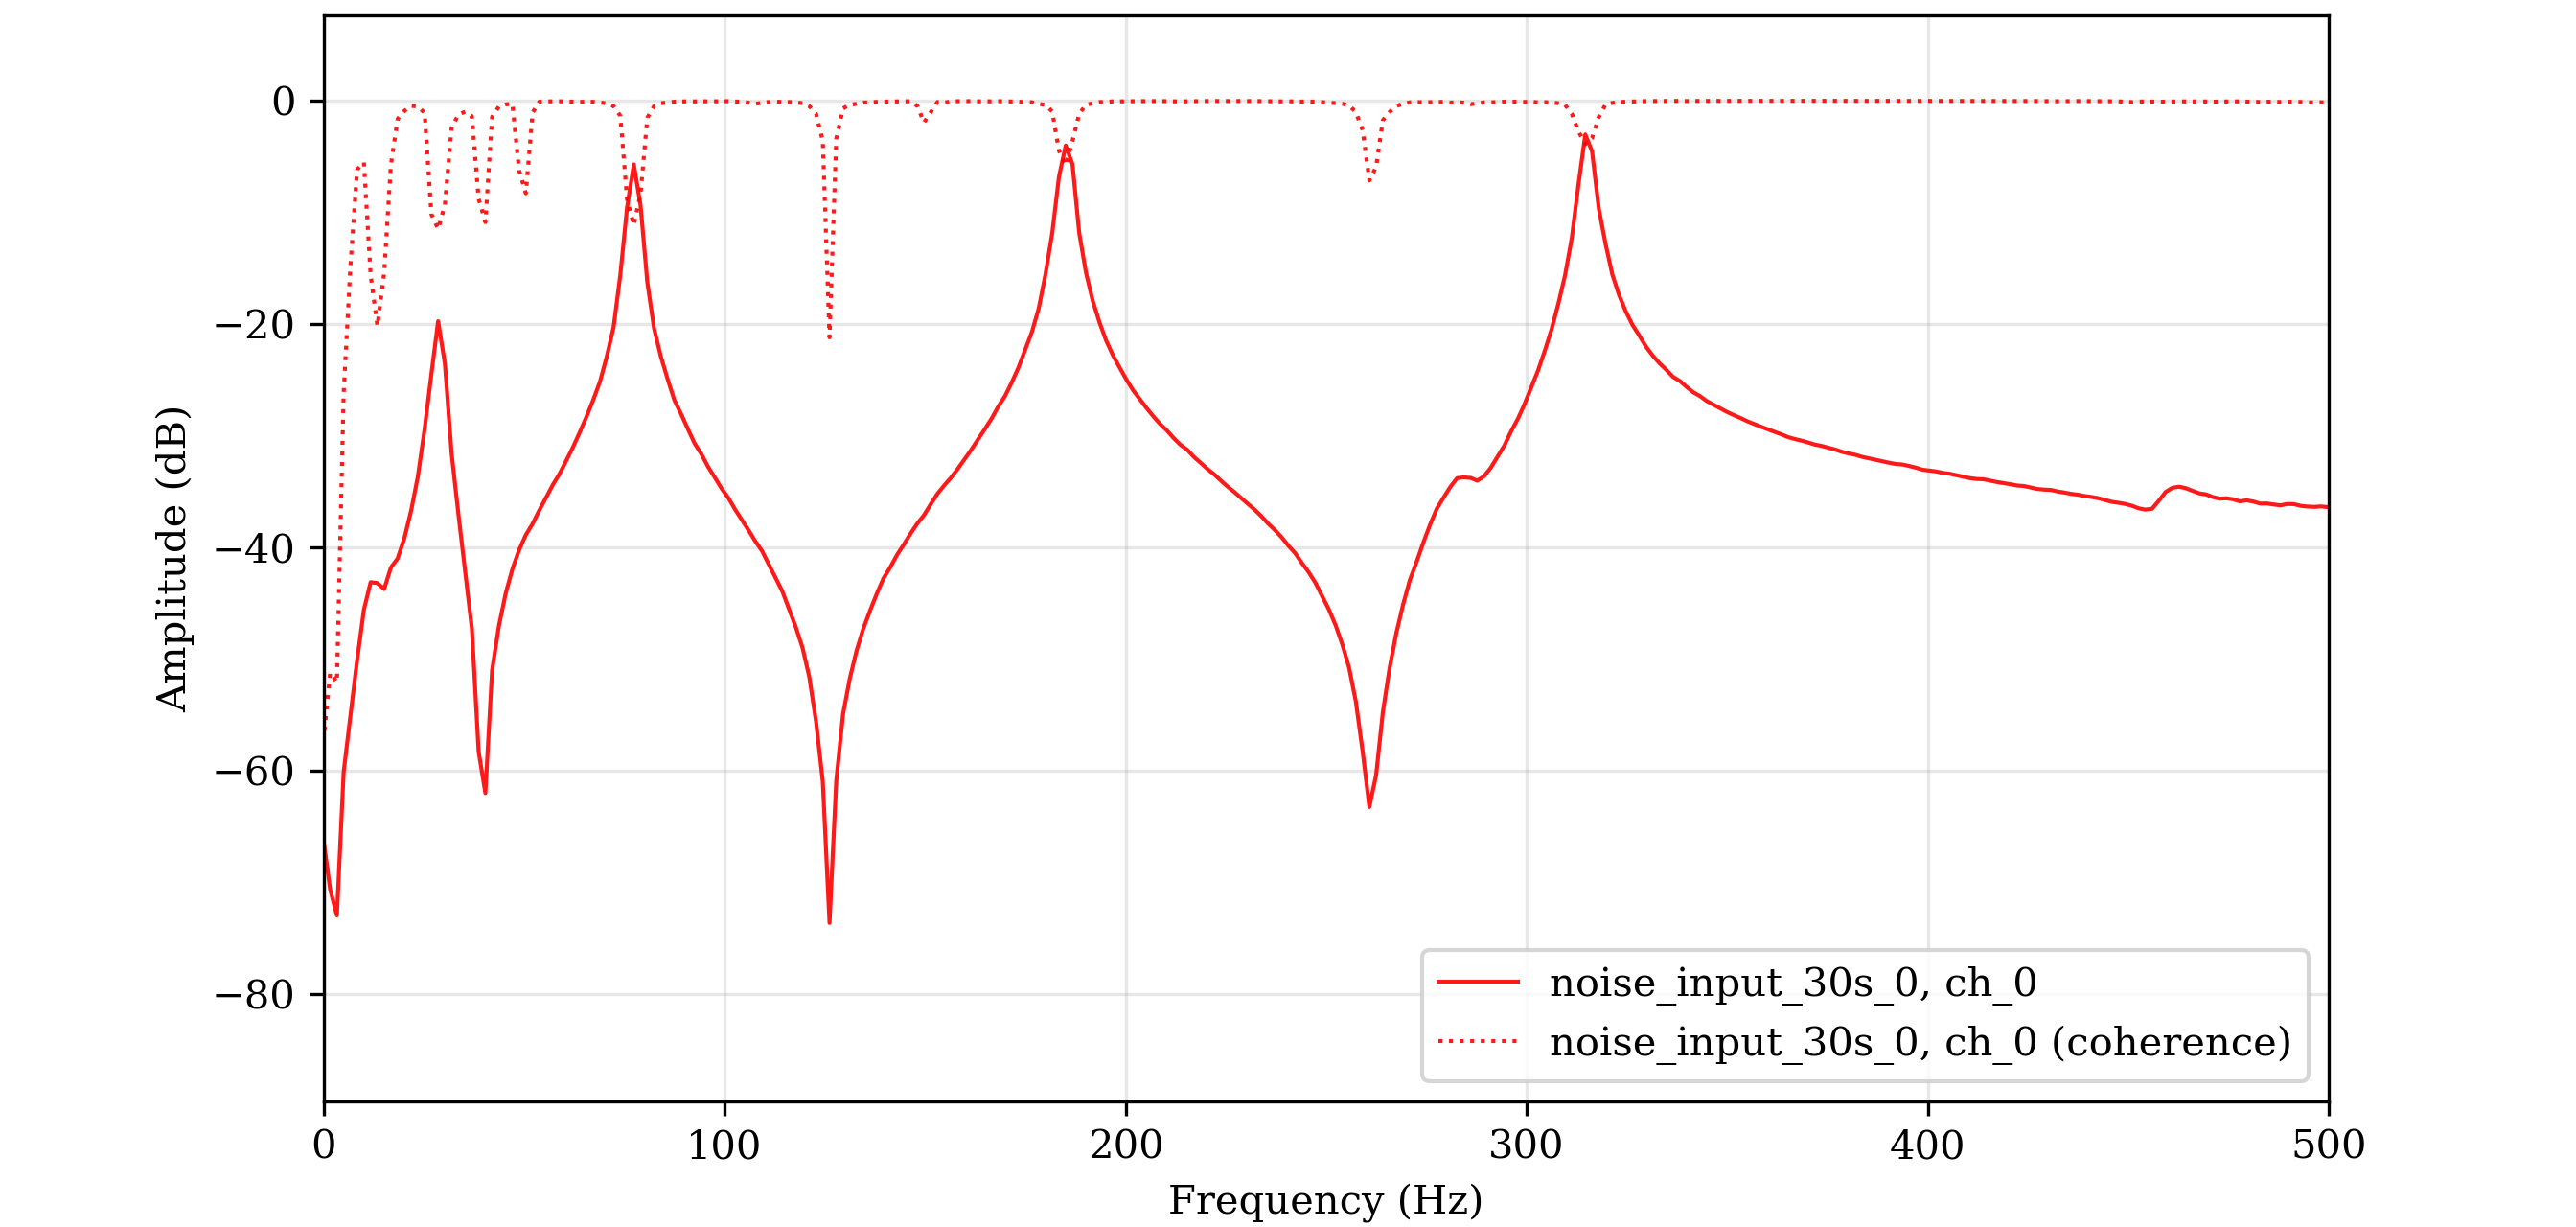 0
−20
−40
−60
−80
Amplitude (dB)
noise_input_30s_0, ch_0
noise_input_30s_0, ch_0 (coherence)
0 100 200 300 400 500
Frequency (Hz)